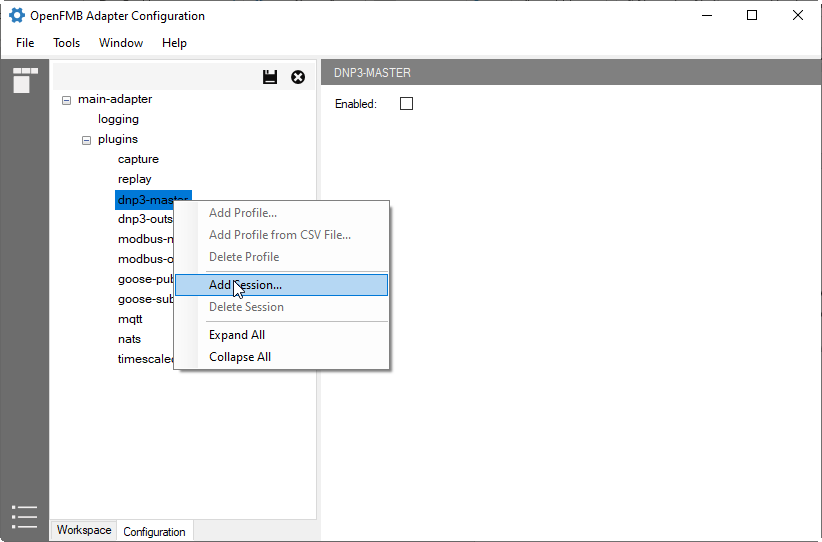 OpenFMB Adapter Configuration
File Tools Window Help
DNP3-MASTER
Enabled:
main-adapter
logging
plugins
capture
replay
dnp3-master
dnp3-outs
modbus-m
modbus-o
goose-pub
goose-sub
mqtt
nats
timescaled
Add Profile...
Add Profile from CSV File...
Delete Profile
Add Session...
Delete Session
Expand All
Collapse All
Workspace Configuration